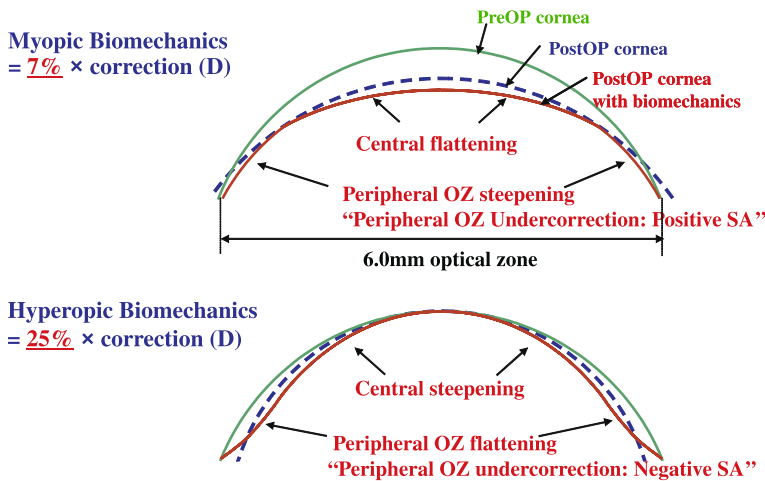 PreOP cornea
Myopic Biomechanics
= 7% × correction (D)
PostOP cornea
PostOP cornea
with biomechanics
Central flattening
Peripheral OZ steepening
“Peripheral OZ Undercorrection: Positive SA”
6.0mm optical zone
Hyperopic Biomechanics
= 25% × correction (D)
Central steepening
Peripheral OZ flattening
“Peripheral OZ undercorrection: Negative SA”